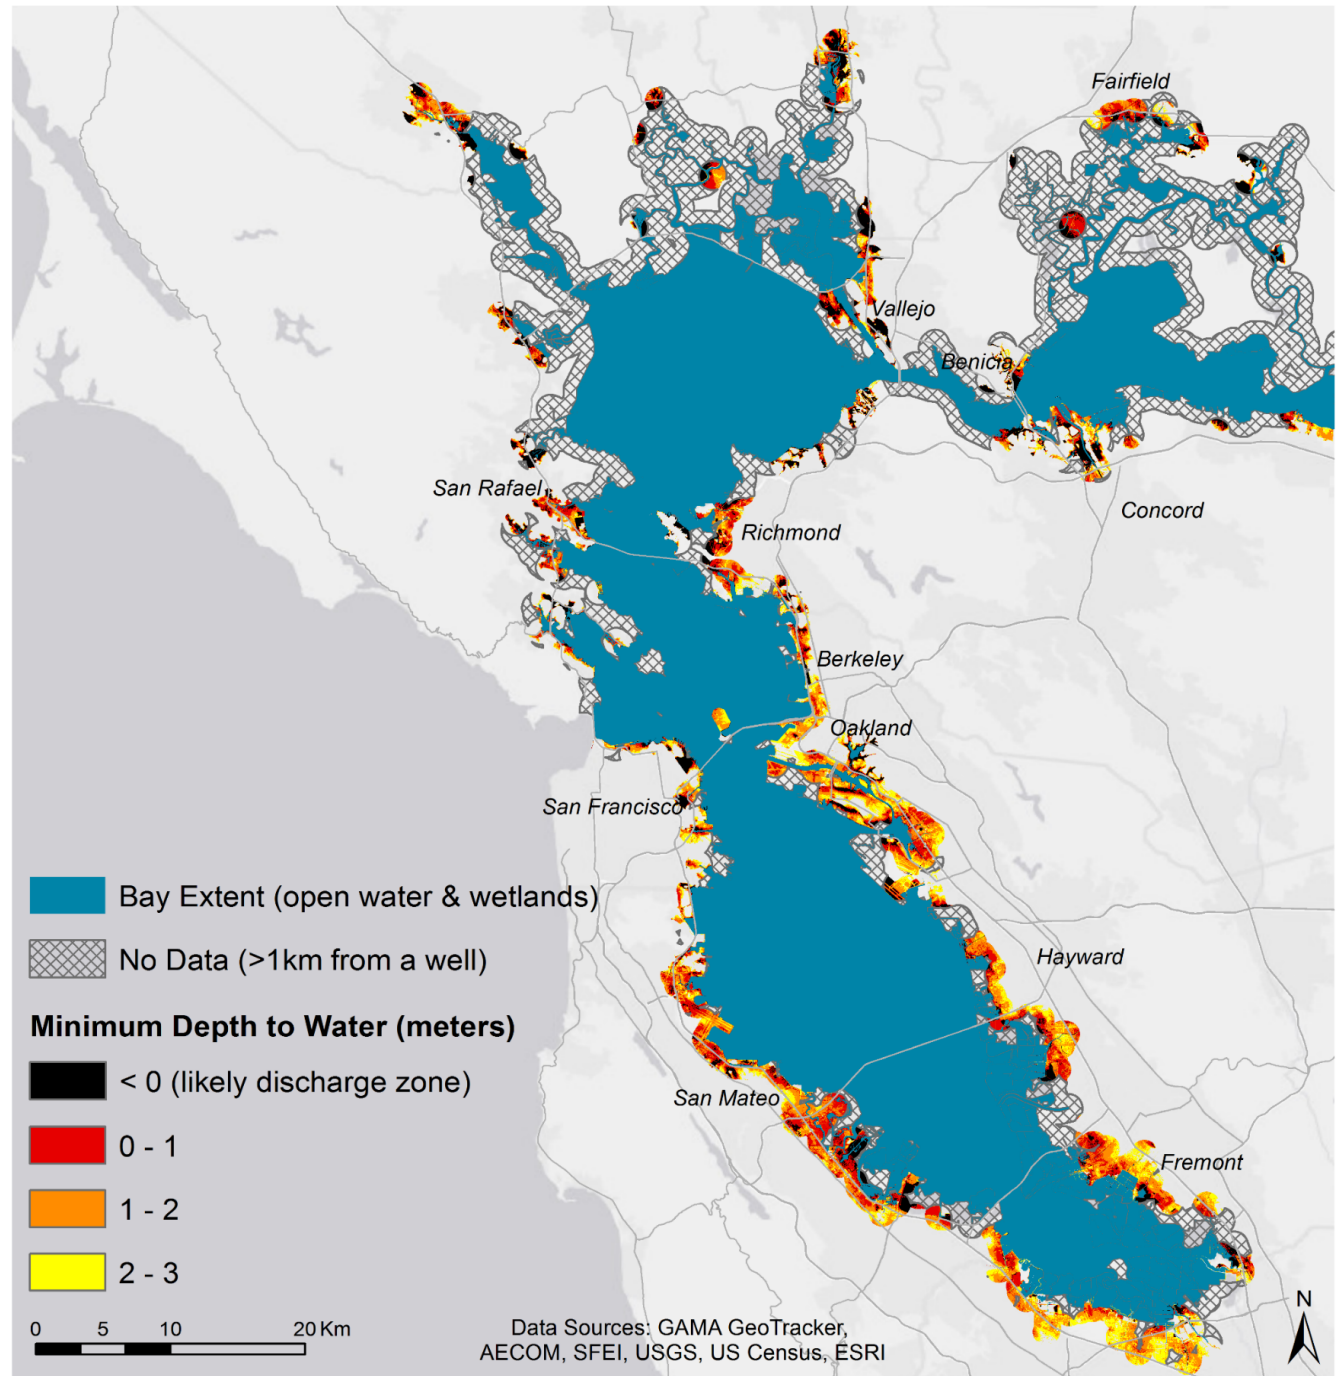 Fairfield
Vallejo
Benicia
San Rafael
Concord
Richmond
Berkeley
Oakland
San Francisco
Hayward
San Mateo
Fremont
Bay Extent (open water & wetlands)
No Data (>1km from a well)
Minimum Depth to Water (meters)
< 0 (likely discharge zone)
0 - 1
1 - 2
2 - 3
0 5 10 20 Km
Data Sources: GAMA GeoTracker,
AECOM, SFEI, USGS, US Census, ESRI
N